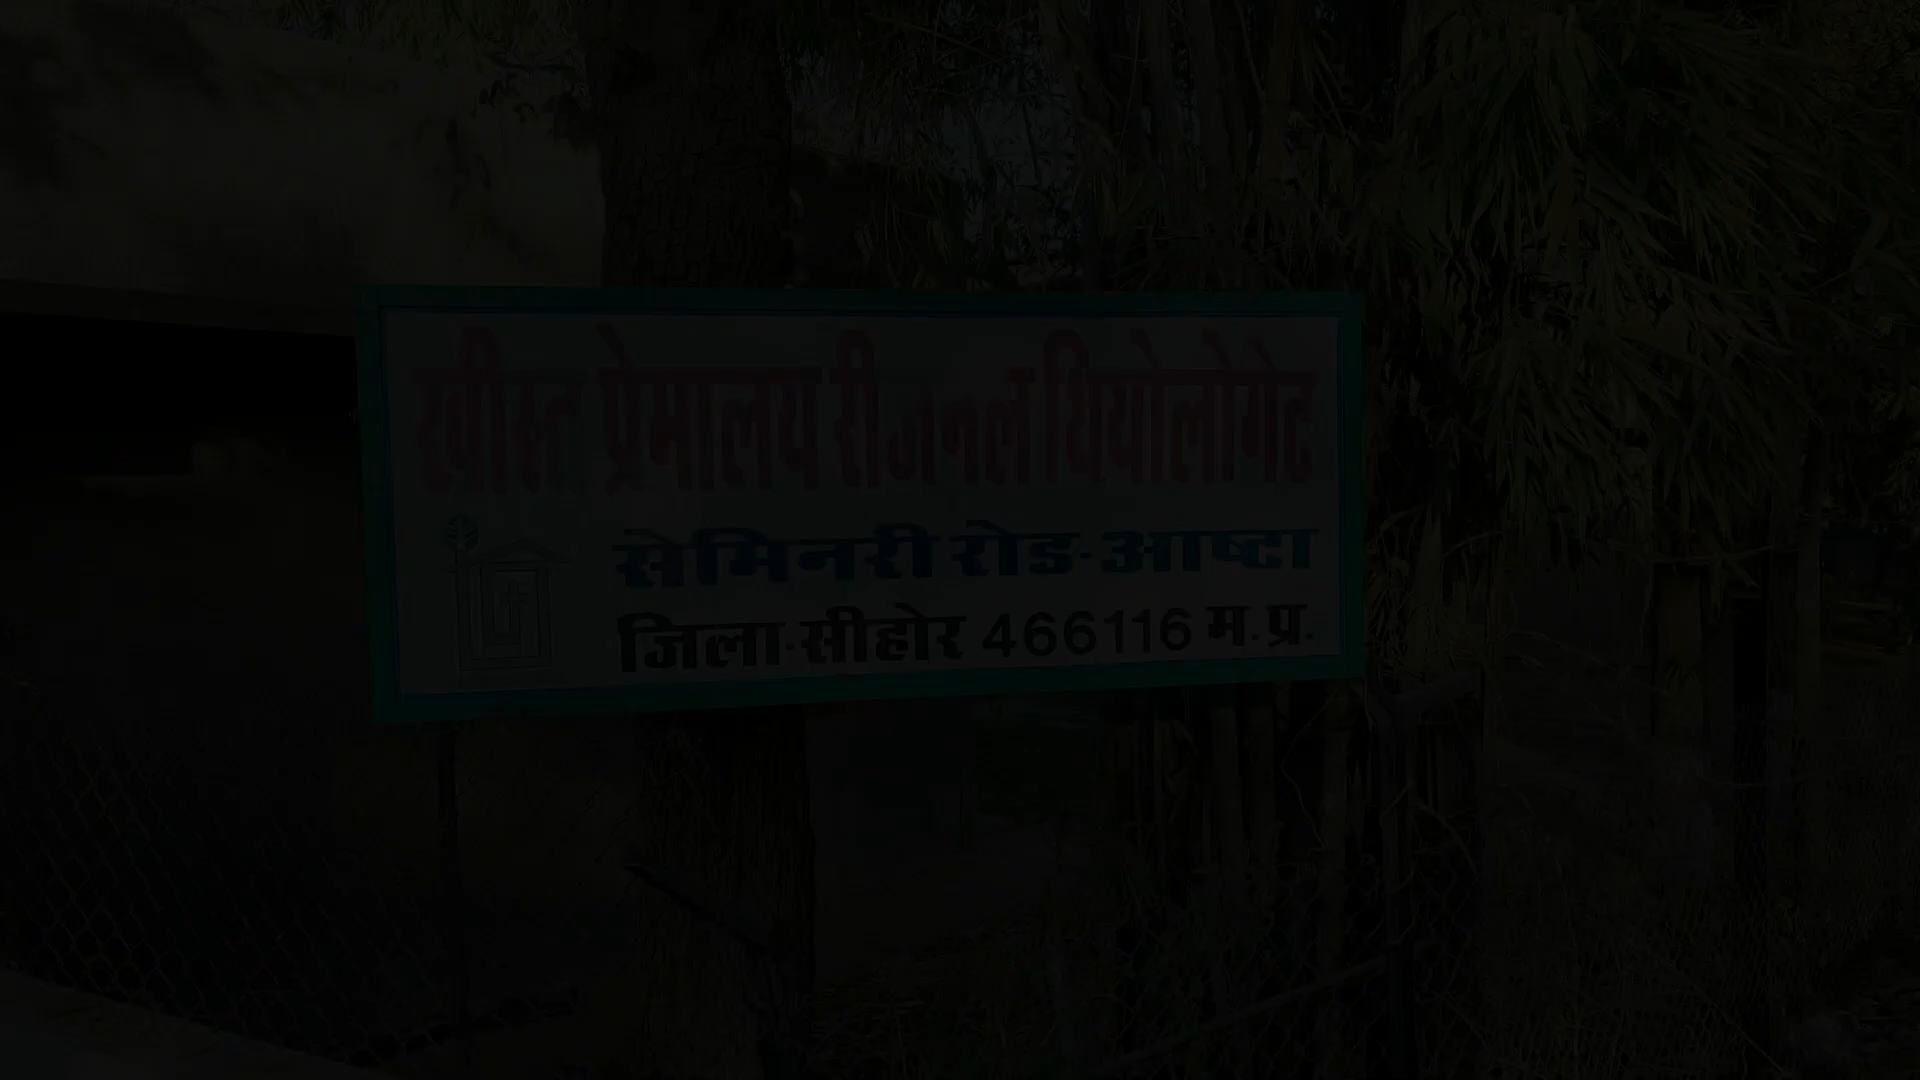 ख्रीस्त प्रेमालय रीजनल थियोलोगेट
सेमिनरी रोड-आष्टा
जिला-सीहोर 466116 म.प्र.